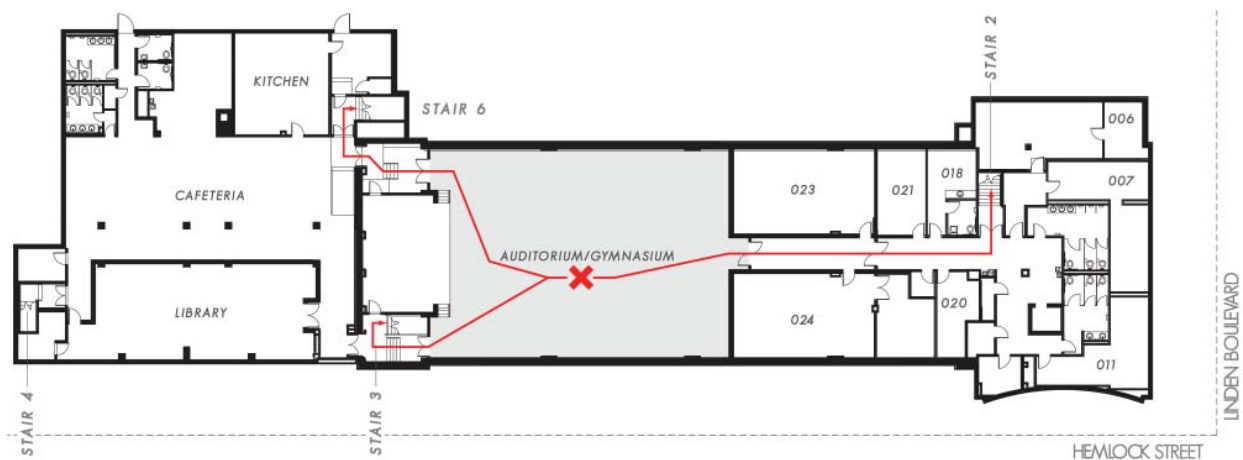 STAIR 2
KITCHEN
STAIR 6
006
018
007
023
021
CAFETERIA
AUDITORIUM/GYMNASIUM
LIBRARY
024
020
011
STAIR 4
STAIR 3
LINDEN BOULEVARD
HEMLOCK STREET